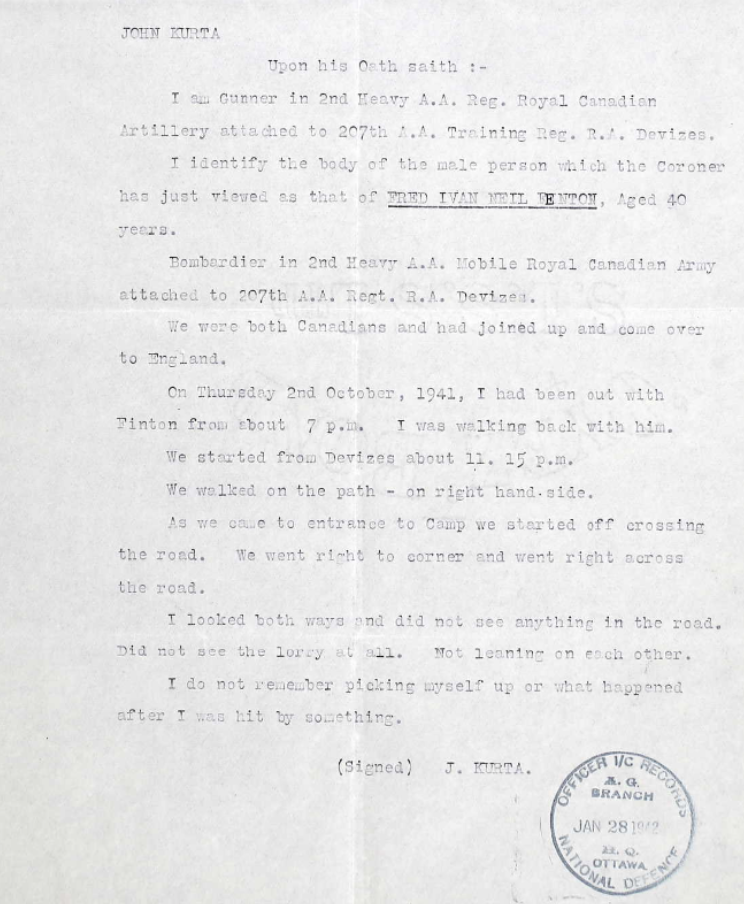 JOHN KURTA
Upon his Oath saith :-
I am Gunner in 2nd Heavy A.A. Reg. Royal Canadian
Artillery attached to 207th A.A. Training Reg. R.A. Devizes.
I identify the body of the male person which the Coroner
has just viewed as that of FRED IVAN NEIL FENTON, Aged 40
years.
Bombardier in 2nd Heavy A.A. Mobile Royal Canadian Army
attached to 207th A.A. Regt. R.A. Devizes.
We were both Canadians and had joined up and come over
to England.
On Thursday 2nd October, 1941, I had been out with
Finton from about 7 p.m. I was walking back with him.
We started from Devizes about 11. 15 p.m.
We walked on the path - on right hand.side.
As we came to entrance to Camp we started off crossing
the road. We went right to corner and went right across
the road.
I looked both ways and did not see anything in the road.
Did not see the lorry at all. Not leaning on each other.
I do not remember picking myself up or what happened
after I was hit by something.
(Signed) J. KURTA.
OFFICER I/C RECORDS
A. G.
BRANCH
JAN 28 1942
H. Q.
OTTAWA
NATIONAL DEFENCE